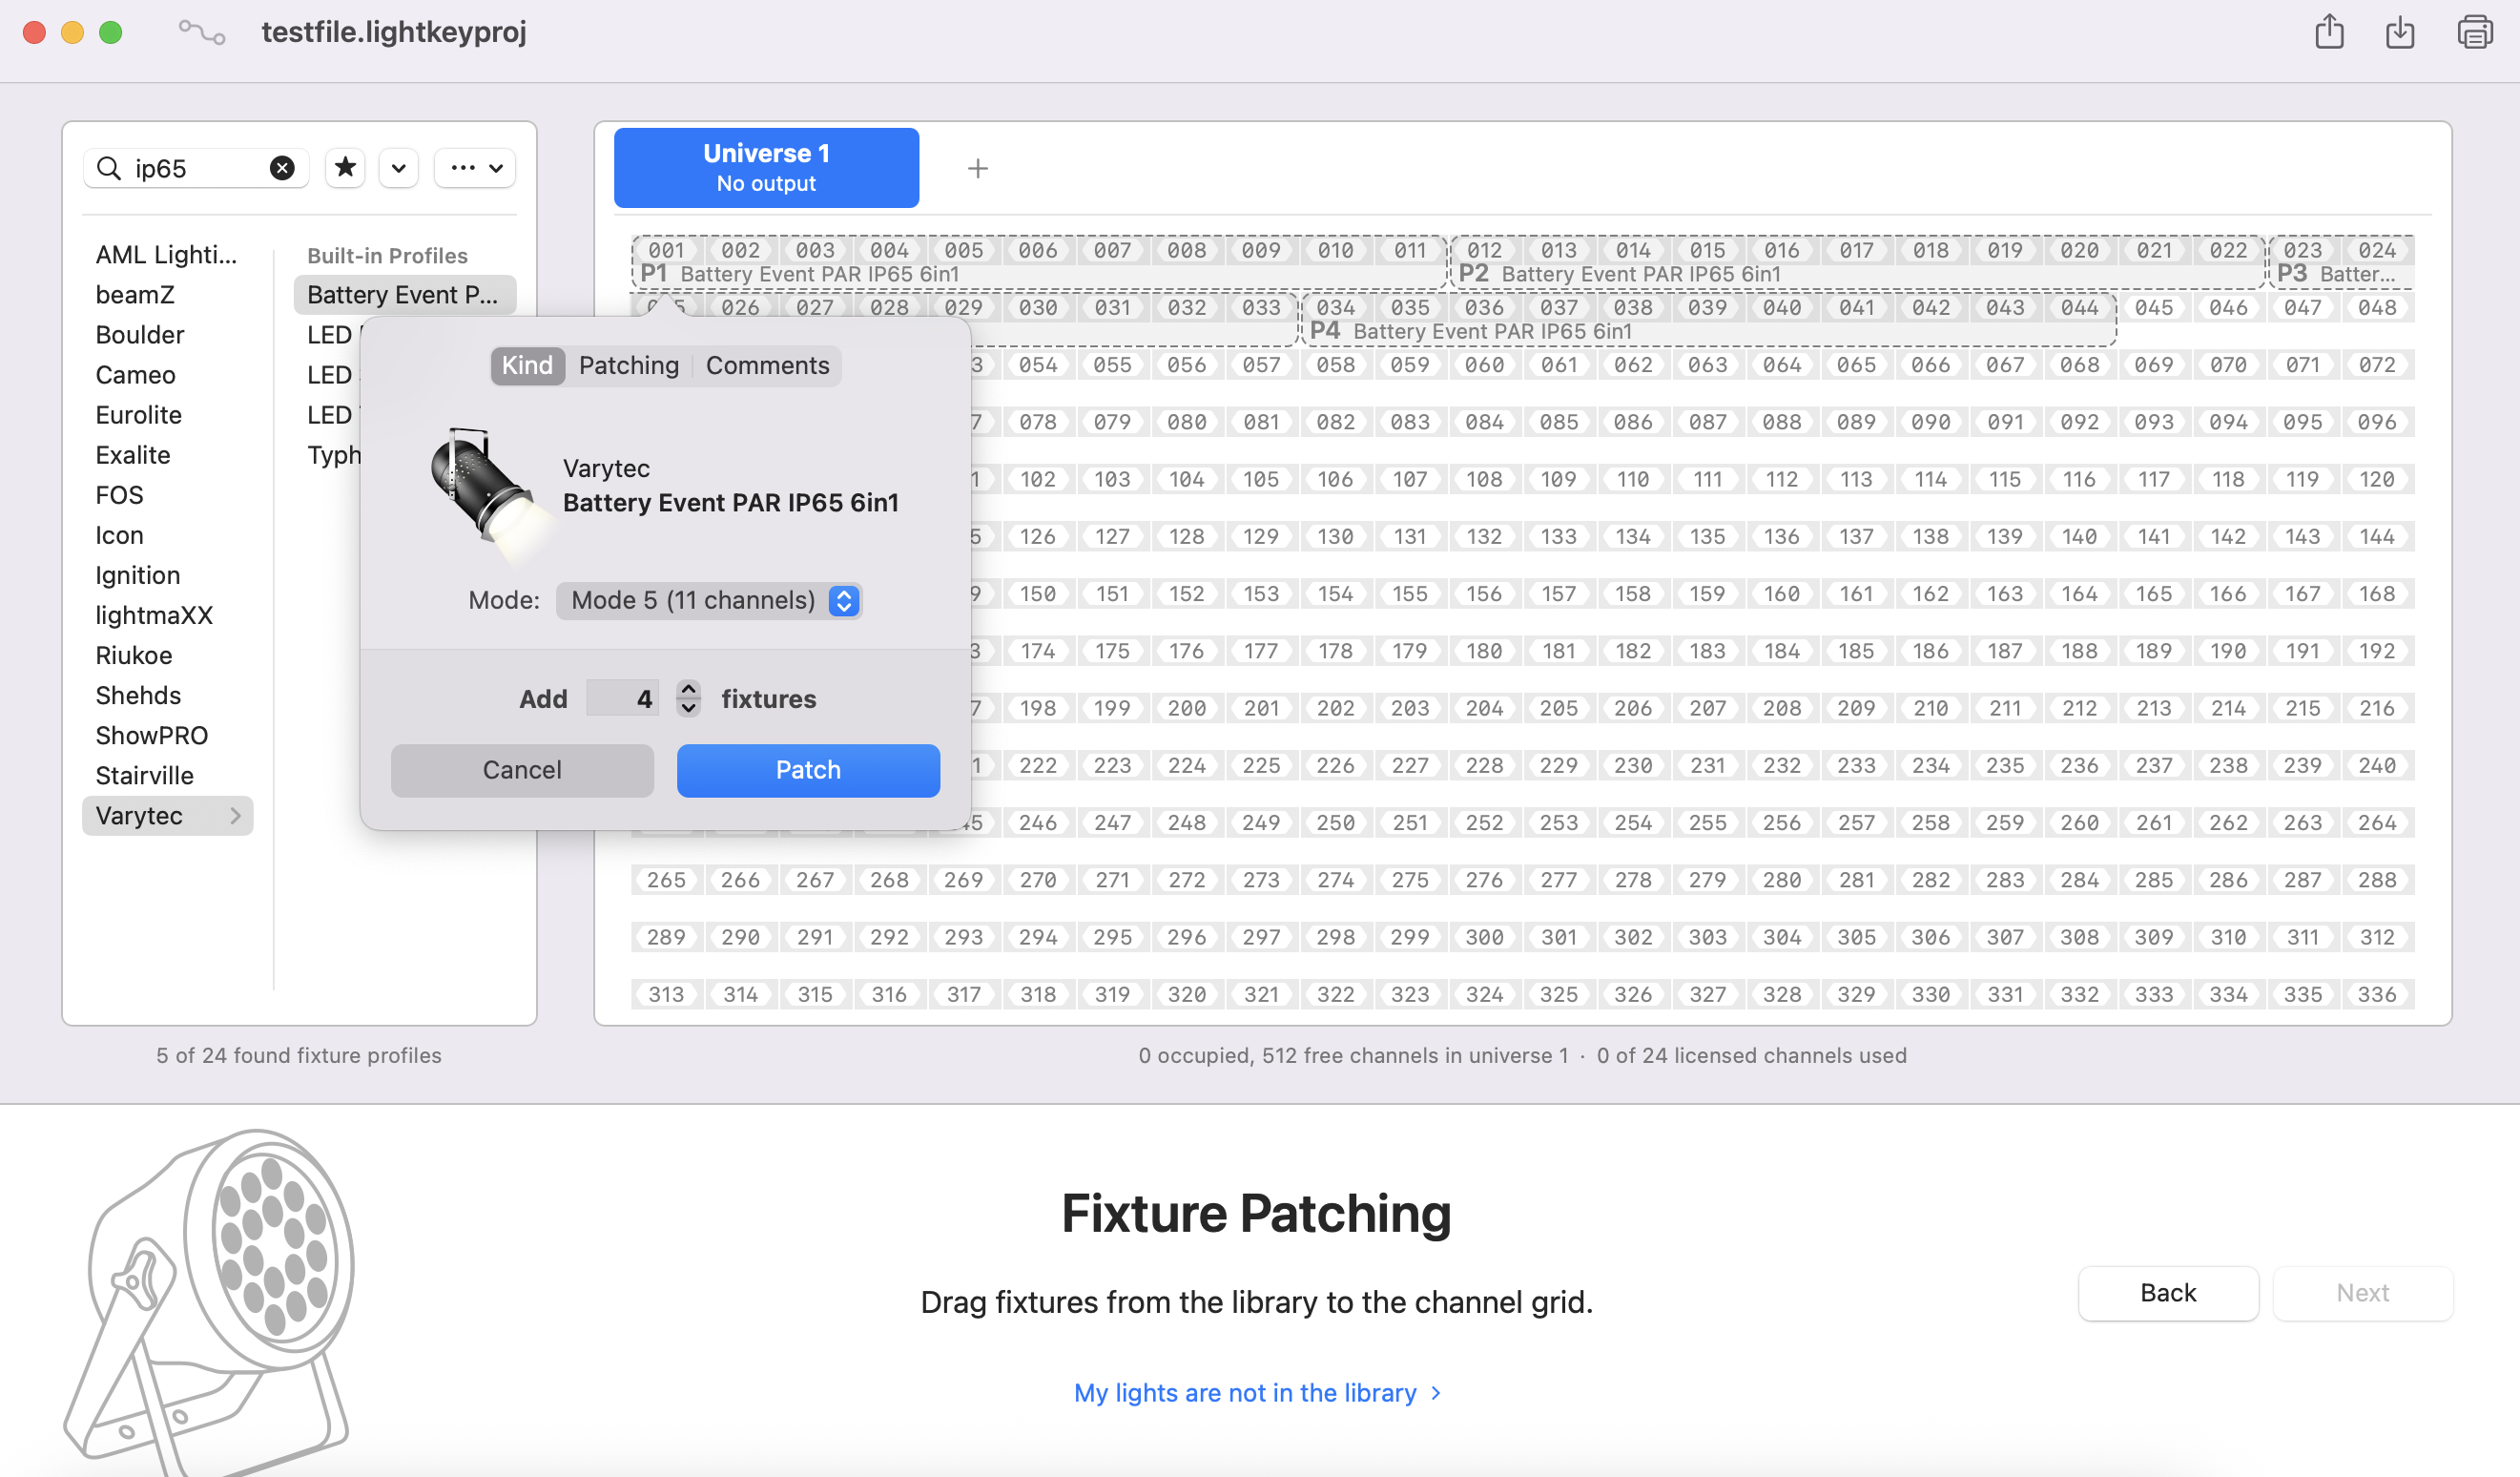 testfile.lightkeyproj
ip65
AML Lighti...
beamZ
Boulder
Cameo
Eurolite
Exalite
FOS
Icon
Ignition
lightmaXX
Riukoe
Shehds
ShowPRO
Stairville
Varytec
Built-in Profiles
Battery Event P...
LED
LED
LED
Typh
5 of 24 found fixture profiles
Universe 1
No output
001 002 003 004 005 006 007 008 009 010 011 012 013 014 015 016 017 018 019 020 021 022 023 024
P1 Battery Event PAR IP65 6in1 P2 Battery Event PAR IP65 6in1 P3 Batter...
026 027 028 029 030 031 032 033 034 035 036 037 038 039 040 041 042 043 044 045 046 047 048
P4 Battery Event PAR IP65 6in1
3 054 055 056 057 058 059 060 061 062 063 064 065 066 067 068 069 070 071 072
7 078 079 080 081 082 083 084 085 086 087 088 089 090 091 092 093 094 095 096
1 102 103 104 105 106 107 108 109 110 111 112 113 114 115 116 117 118 119 120
5 126 127 128 129 130 131 132 133 134 135 136 137 138 139 140 141 142 143 144
9 150 151 152 153 154 155 156 157 158 159 160 161 162 163 164 165 166 167 168
3 174 175 176 177 178 179 180 181 182 183 184 185 186 187 188 189 190 191 192
7 198 199 200 201 202 203 204 205 206 207 208 209 210 211 212 213 214 215 216
1 222 223 224 225 226 227 228 229 230 231 232 233 234 235 236 237 238 239 240
45 246 247 248 249 250 251 252 253 254 255 256 257 258 259 260 261 262 263 264
265 266 267 268 269 270 271 272 273 274 275 276 277 278 279 280 281 282 283 284 285 286 287 288
289 290 291 292 293 294 295 296 297 298 299 300 301 302 303 304 305 306 307 308 309 310 311 312
313 314 315 316 317 318 319 320 321 322 323 324 325 326 327 328 329 330 331 332 333 334 335 336
0 occupied, 512 free channels in universe 1 · 0 of 24 licensed channels used
Kind Patching Comments
Varytec
Battery Event PAR IP65 6in1
Mode: Mode 5 (11 channels)
Add 4 fixtures
Cancel Patch
Fixture Patching
Drag fixtures from the library to the channel grid.
My lights are not in the library >
Back Next